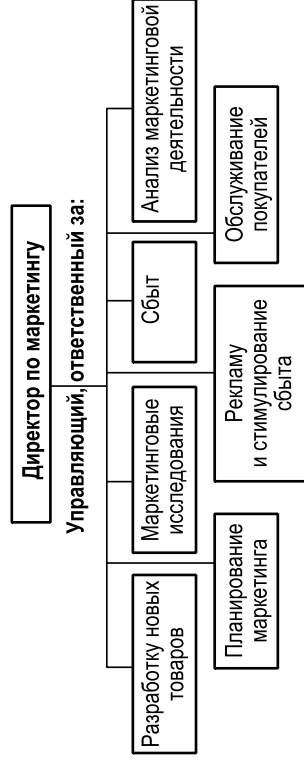 Директор по маркетингу
Управляющий, ответственный за:
Разработку новых
товаров
Маркетинговые
исследования
Сбыт
Анализ маркетинговой
деятельности
Планирование
маркетинга
Рекламу
и стимулирование
сбыта
Обслуживание
покупателей